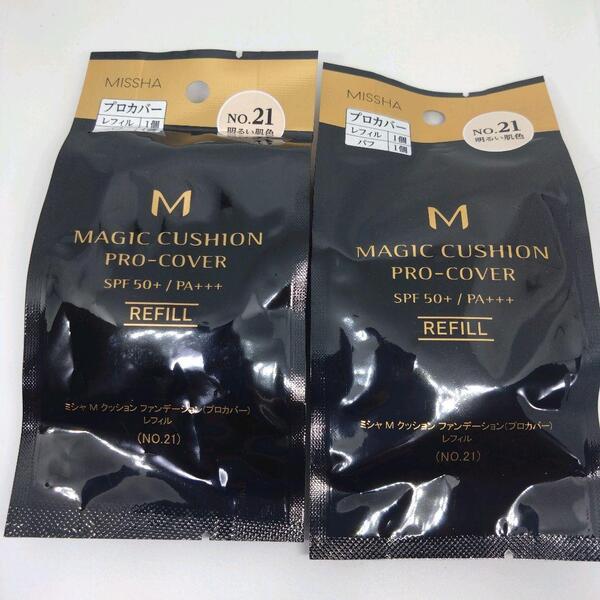 MISSHA
プロカバー
レフィル 1個
NO.21
明るい肌色
M
MAGIC CUSHION
PRO-COVER
SPF 50+ / PA+++
REFILL
ミシャ M クッション ファンデーション(プロカバー)
レフィル
(NO.21)
MISSHA
プロカバー
レフィル 1個
パフ 1個
NO.21
明るい肌色
M
MAGIC CUSHION
PRO-COVER
SPF 50+ / PA+++
REFILL
ミシャ M クッション ファンデーション(プロカバー)
レフィル
(NO.21)